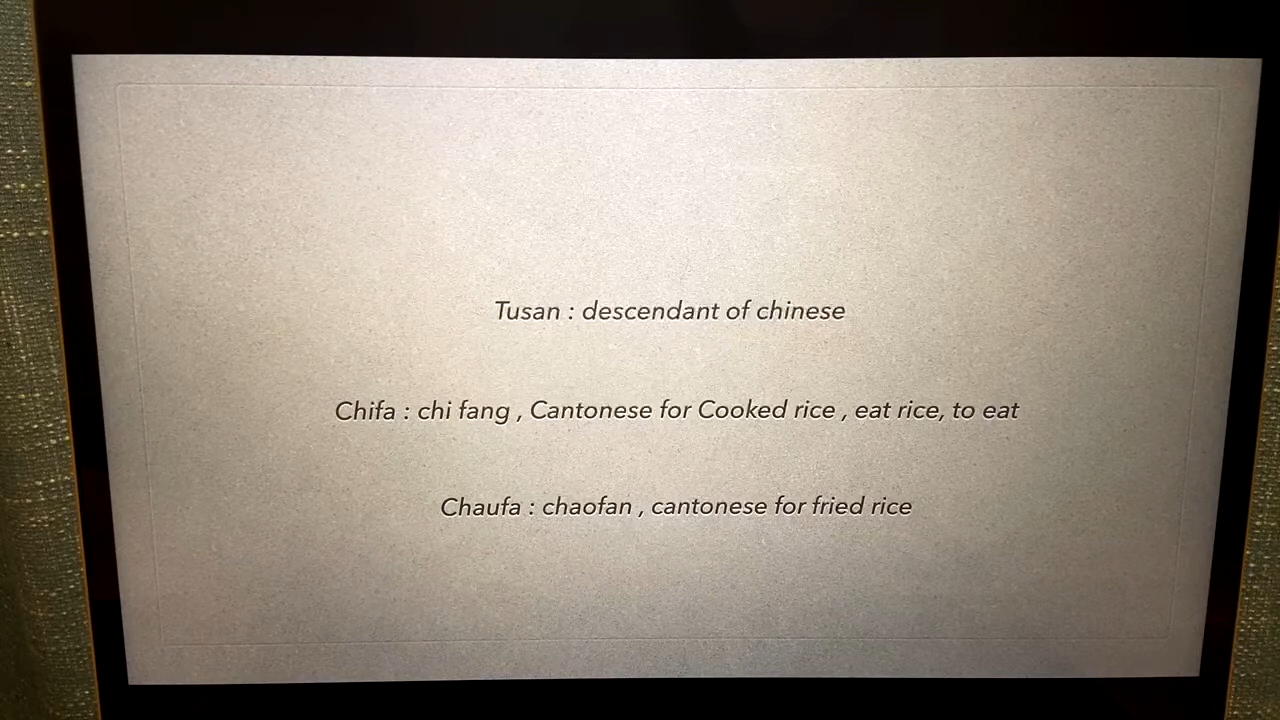 Tusan : descendant of chinese
Chifa : chi fang , Cantonese for Cooked rice , eat rice, to eat
Chaufa : chaofan , cantonese for fried rice